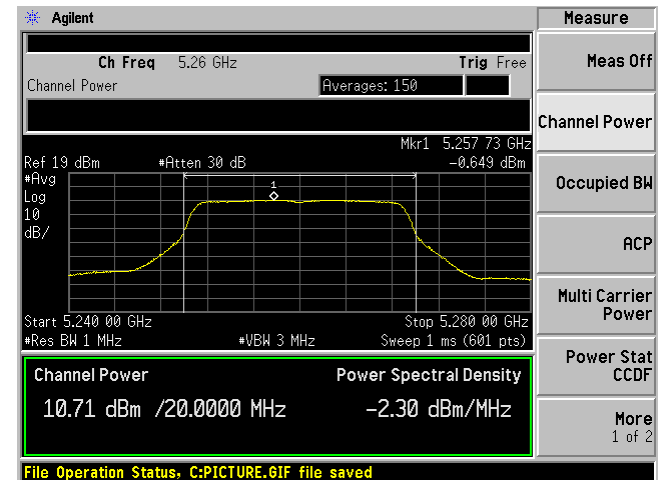 Agilent
Measure
Ch Freq 5.26 GHz Trig Free
Channel Power Averages: 150
Mkr1 5.257 73 GHz
Ref 19 dBm #Atten 30 dB -0.649 dBm
#Avg
Log
10
dB/
1
Start 5.240 00 GHz Stop 5.280 00 GHz
#Res BW 1 MHz #VBW 3 MHz Sweep 1 ms (601 pts)
Channel Power Power Spectral Density
10.71 dBm /20.0000 MHz -2.30 dBm/MHz
File Operation Status, C:PICTURE.GIF file saved
Meas Off
Channel Power
Occupied BW
ACP
Multi Carrier
Power
Power Stat
CCDF
More
1 of 2